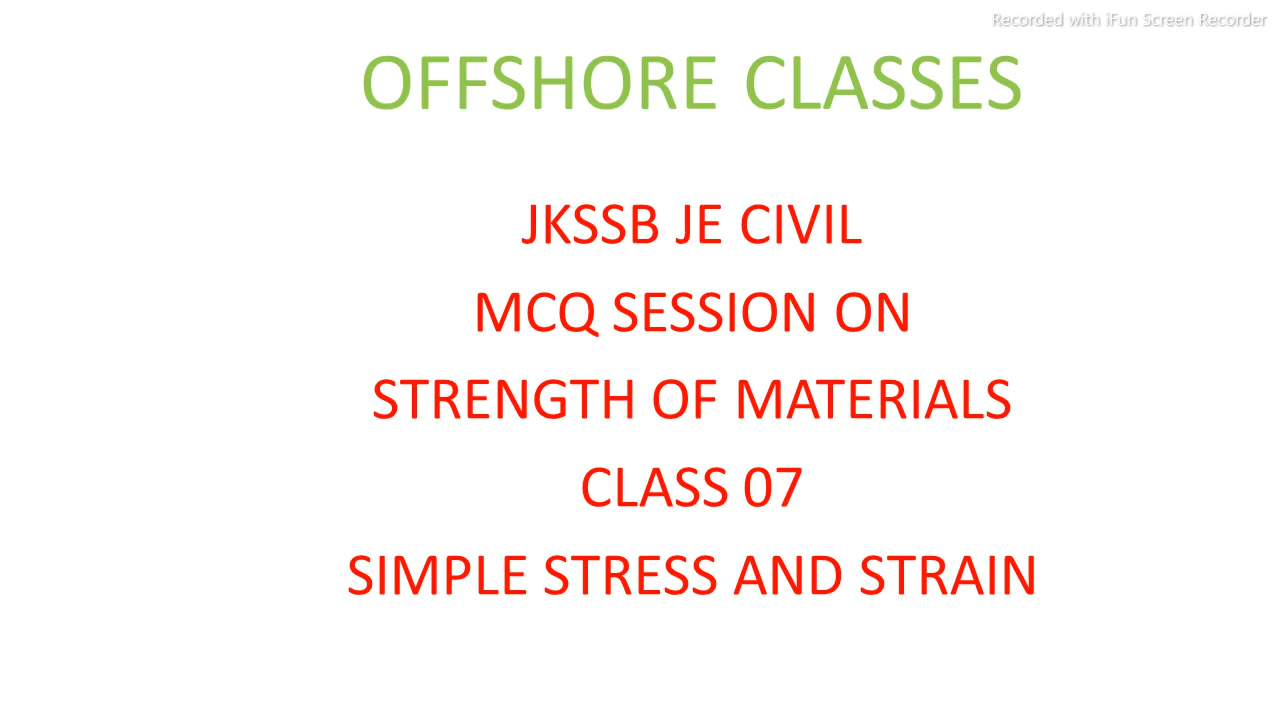 Recorded with iFun Screen Recorder
OFFSHORE CLASSES
JKSSB JE CIVIL
MCQ SESSION ON
STRENGTH OF MATERIALS
CLASS 07
SIMPLE STRESS AND STRAIN